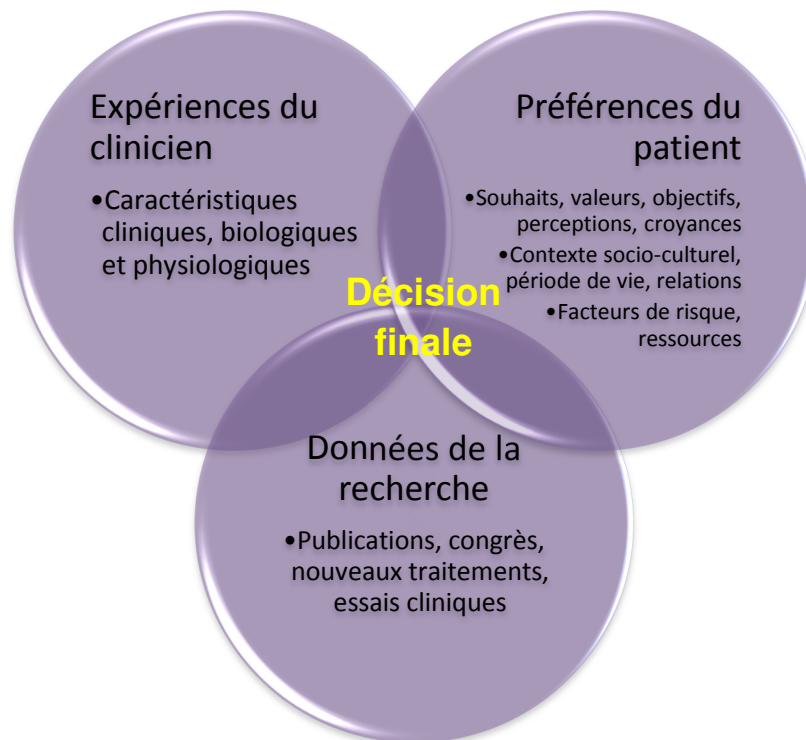 Expériences du
clinicien
•Caractéristiques
cliniques, biologiques
et physiologiques
Préférences du
patient
•Souhaits, valeurs, objectifs,
perceptions, croyances
•Contexte socio-culturel,
période de vie, relations
•Facteurs de risque,
ressources
Décision
finale
Données de la
recherche
•Publications, congrès,
nouveaux traitements,
essais cliniques